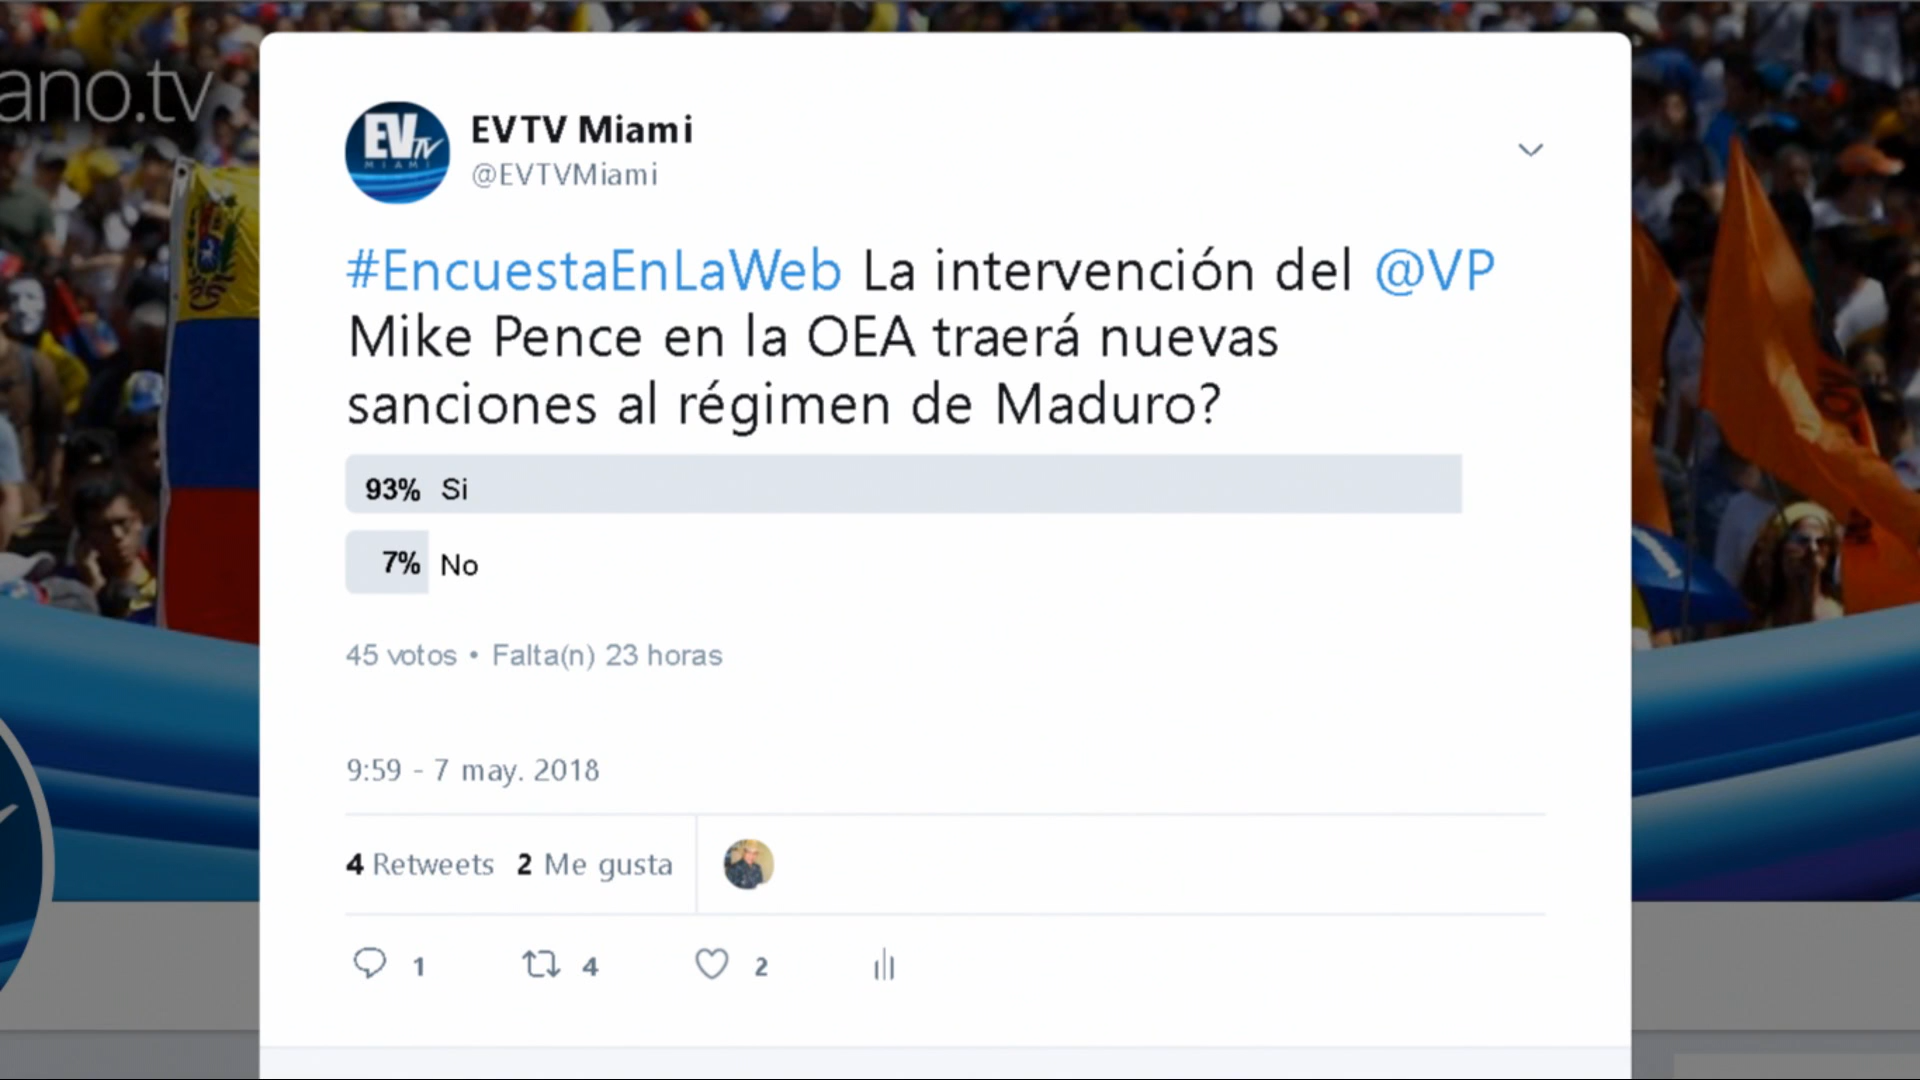 ano.tv
EVTV
MIAMI
EVTV Miami
@EVTVMiami
#EncuestaEnLaWeb La intervención del @VP
Mike Pence en la OEA traerá nuevas
sanciones al régimen de Maduro?
93% Si
7% No
45 votos • Falta(n) 23 horas
9:59 - 7 may. 2018
4 Retweets 2 Me gusta
1 4 2